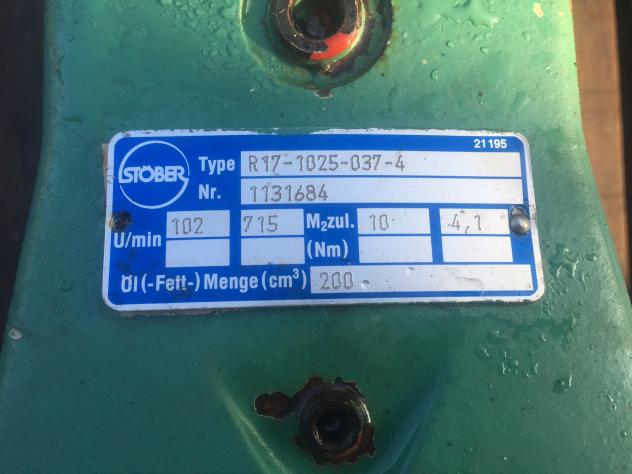 21195
STÖBER
Type R17-1025-037-4
Nr. 1131684
U/min 102 715 M₂zul. 10 4,1
(Nm)
Öl(-Fett-)Menge(cm³) 200